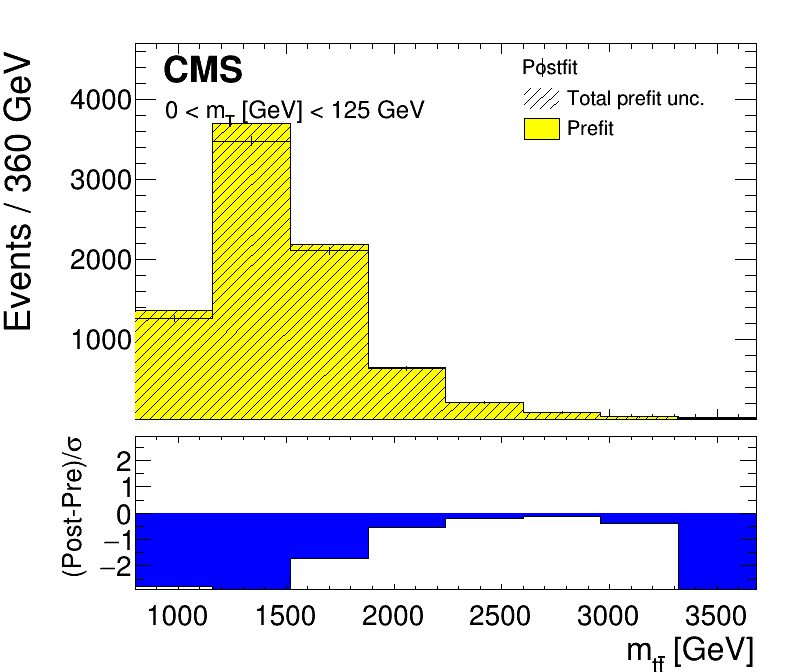 CMS
0 < m_T [GeV] < 125 GeV
Postfit
Total prefit unc.
Prefit
Events / 360 GeV
4000
3000
2000
1000
(Post-Pre)/σ
2
1
0
−1
−2
1000 1500 2000 2500 3000 3500
m_tt̄ [GeV]